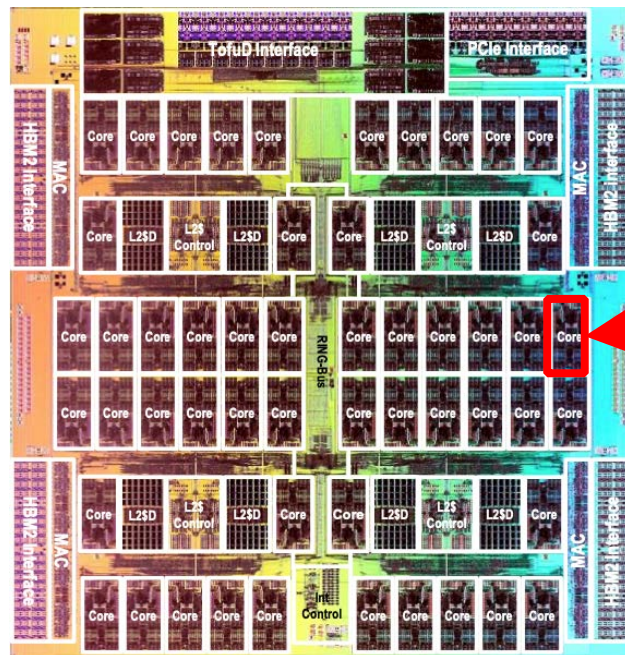 TofuD Interface PCIe Interface
HBM2 Interface MAC Core Core Core Core Core Core Core Core Core Core MAC HBM2 Interface
Core L2$D L2$ Control L2$D Core Core L2$D L2$ Control L2$D Core
Core Core Core Core Core Core RING-Bus Core Core Core Core Core Core
Core Core Core Core Core Core Core Core Core Core Core Core
HBM2 Interface MAC Core L2$D L2$ Control L2$D Core Core L2$D L2$ Control L2$D Core MAC HBM2 Interface
Core Core Core Core Core Int Control Core Core Core Core Core